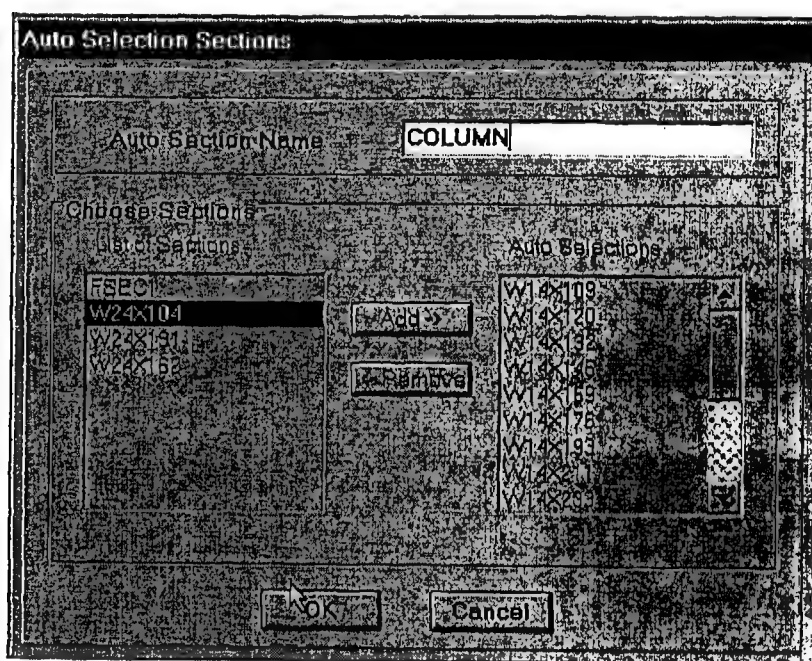 Auto Selection Sections
Auto Section Name
COLUMN
Choose Sections
List of Sections
Auto Selections
FSEC1
W24X104
W24X131
W24X162
Add ->
<- Remove
W14X109
W14X120
W14X132
W14X145
W14X159
W14X176
W14X193
W14X211
W14X233
OK
Cancel